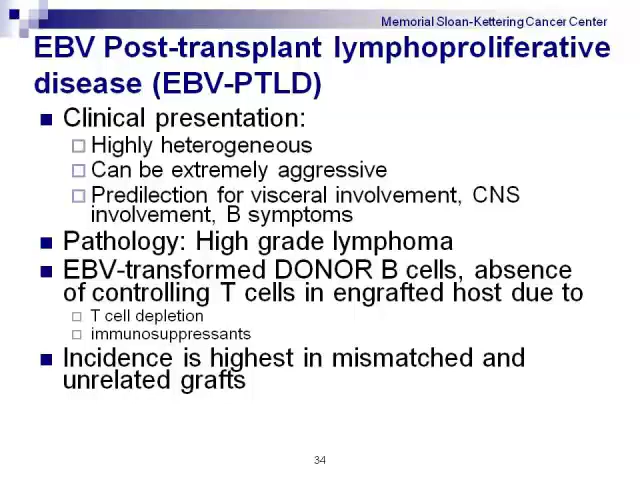 Memorial Sloan-Kettering Cancer Center
EBV Post-transplant lymphoproliferative
disease (EBV-PTLD)
Clinical presentation:
Highly heterogeneous
Can be extremely aggressive
Predilection for visceral involvement, CNS
involvement, B symptoms
Pathology: High grade lymphoma
EBV-transformed DONOR B cells, absence
of controlling T cells in engrafted host due to
T cell depletion
immunosuppressants
Incidence is highest in mismatched and
unrelated grafts
34